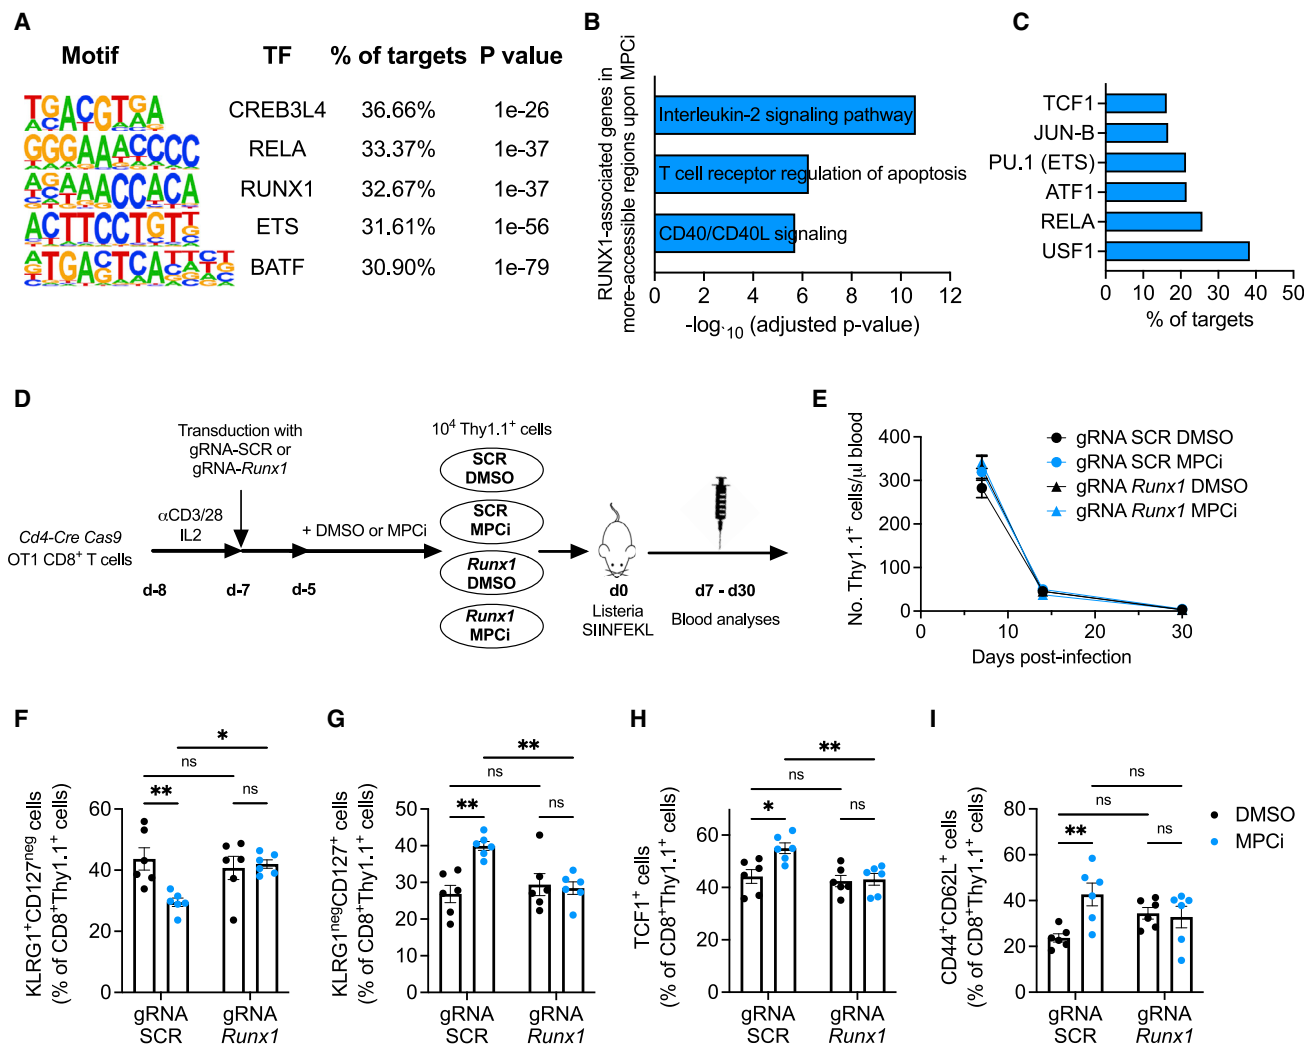 A
Motif TF % of targets P value
TGACGTGA CREB3L4 36.66% 1e-26
GGGAAACCCC RELA 33.37% 1e-37
AAAACCACA RUNX1 32.67% 1e-37
ACTTCCTGTT ETS 31.61% 1e-56
BATF 30.90% 1e-79
B
RUNX1-associated genes in
more-accessible regions upon MPCi
Interleukin-2 signaling pathway
T cell receptor regulation of apoptosis
CD40/CD40L signaling
0 2 4 6 8 10 12
-log`10 (adjusted p-value)
C
TCF1
JUN-B
PU.1 (ETS)
ATF1
RELA
USF1
0 10 20 30 40 50
% of targets
D
Transduction with
gRNA-SCR or
gRNA-Runx1
αCD3/28
IL2
Cd4-Cre Cas9
OT1 CD8+ T cells
+ DMSO or MPCi
d-8 d-7 d-5
10⁴ Thy1.1+ cells
SCR
DMSO
SCR
MPCi
Runx1
DMSO
Runx1
MPCi
d0
Listeria
SIINFEKL
d7 - d30
Blood analyses
E
No. Thy1.1+ cells/µl blood
400
300
200
100
0
0 10 20 30
Days post-infection
gRNA SCR DMSO
gRNA SCR MPCi
gRNA Runx1 DMSO
gRNA Runx1 MPCi
F
KLRG1+CD127neg cells
(% of CD8+Thy1.1+ cells)
60
40
20
0
*
ns
** ns
gRNA SCR
gRNA Runx1
G
KLRG1negCD127+ cells
(% of CD8+Thy1.1+ cells)
50
40
30
20
10
0
**
ns
** ns
gRNA SCR
gRNA Runx1
H
TCF1+ cells
(% of CD8+Thy1.1+ cells)
60
40
20
0
**
ns
* ns
gRNA SCR
gRNA Runx1
I
CD44+CD62L+ cells
(% of CD8+Thy1.1+ cells)
80
60
40
20
0
ns
ns
** ns
gRNA SCR
gRNA Runx1
DMSO
MPCi